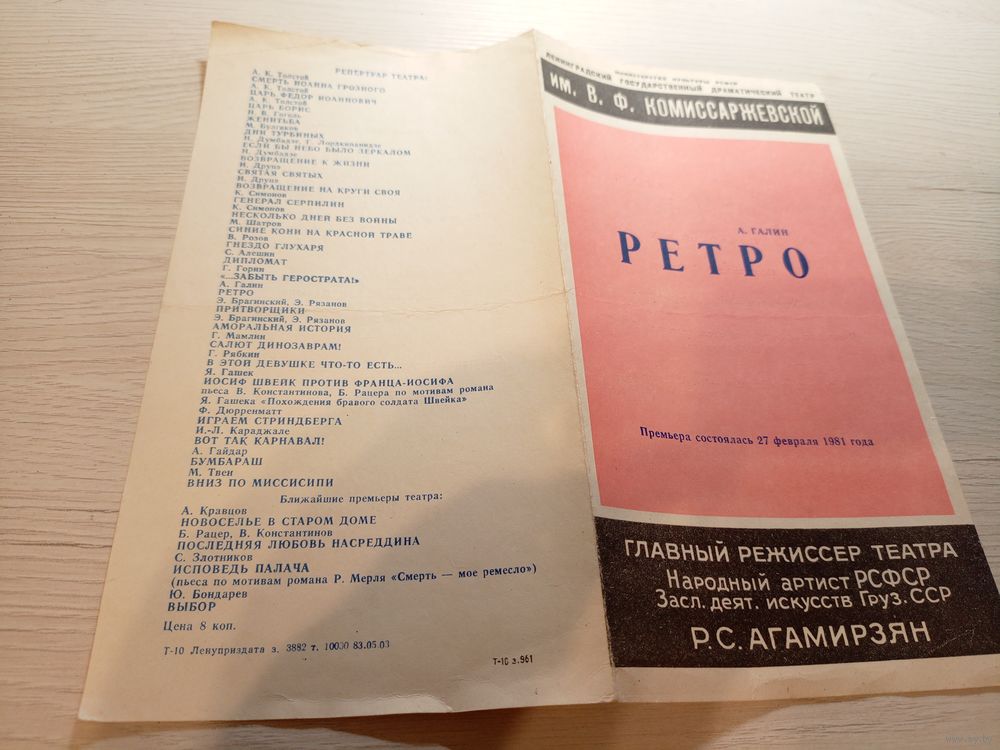 РЕПЕРТУАР ТЕАТРА:
А. К. Толстой
СМЕРТЬ ИОАННА ГРОЗНОГО
А. К. Толстой
ЦАРЬ ФЕДОР ИОАННОВИЧ
А. К. Толстой
ЦАРЬ БОРИС
Н. В. Гоголь
ЖЕНИТЬБА
М. Булгаков
ДНИ ТУРБИНЫХ
Н. Думбадзе, Г. Лордкипанидзе
ЕСЛИ БЫ НЕБО БЫЛО ЗЕРКАЛОМ
Н. Думбадзе
ВОЗВРАЩЕНИЕ К ЖИЗНИ
И. Друцэ
СВЯТАЯ СВЯТЫХ
И. Друцэ
ВОЗВРАЩЕНИЕ НА КРУГИ СВОЯ
К. Симонов
ГЕНЕРАЛ СЕРПИЛИН
К. Симонов
НЕСКОЛЬКО ДНЕЙ БЕЗ ВОЙНЫ
М. Шатров
СИНИЕ КОНИ НА КРАСНОЙ ТРАВЕ
В. Розов
ГНЕЗДО ГЛУХАРЯ
С. Алешин
ДИПЛОМАТ
Г. Горин
«...ЗАБЫТЬ ГЕРОСТРАТА!»
А. Галин
РЕТРО
Э. Брагинский, Э. Рязанов
ПРИТВОРЩИКИ
Э. Брагинский, Э. Рязанов
АМОРАЛЬНАЯ ИСТОРИЯ
Г. Мамлин
САЛЮТ ДИНОЗАВРАМ!
Г. Рябкин
В ЭТОЙ ДЕВУШКЕ ЧТО-ТО ЕСТЬ...
Я. Гашек
ИОСИФ ШВЕЙК ПРОТИВ ФРАНЦА-ИОСИФА
пьеса В. Константинова, Б. Рацера по мотивам романа
Я. Гашека «Похождения бравого солдата Швейка»
Ф. Дюрренматт
ИГРАЕМ СТРИНДБЕРГА
И.-Л. Караджале
ВОТ ТАК КАРНАВАЛ!
А. Гайдар
БУМБАРАШ
М. Твен
ВНИЗ ПО МИССИСИПИ
Ближайшие премьеры театра:
А. Кравцов
НОВОСЕЛЬЕ В СТАРОМ ДОМЕ
Б. Рацер, В. Константинов
ПОСЛЕДНЯЯ ЛЮБОВЬ НАСРЕДДИНА
С. Злотников
ИСПОВЕДЬ ПАЛАЧА
(пьеса по мотивам романа Р. Мерля «Смерть — мое ремесло»)
Ю. Бондарев
ВЫБОР
Цена 8 коп.
Т-10 Ленуприздата з. 3882 т. 10000 83.05.03
Т-10 з.961
МИНИСТЕРСТВО КУЛЬТУРЫ РСФСР
ЛЕНИНГРАДСКИЙ ГОСУДАРСТВЕННЫЙ ДРАМАТИЧЕСКИЙ ТЕАТР
ИМ. В. Ф. КОМИССАРЖЕВСКОЙ
А. ГАЛИН
РЕТРО
Премьера состоялась 27 февраля 1981 года
ГЛАВНЫЙ РЕЖИССЕР ТЕАТРА
Народный артист РСФСР
Засл. деят. искусств Груз. ССР
Р. С. АГАМИРЗЯН